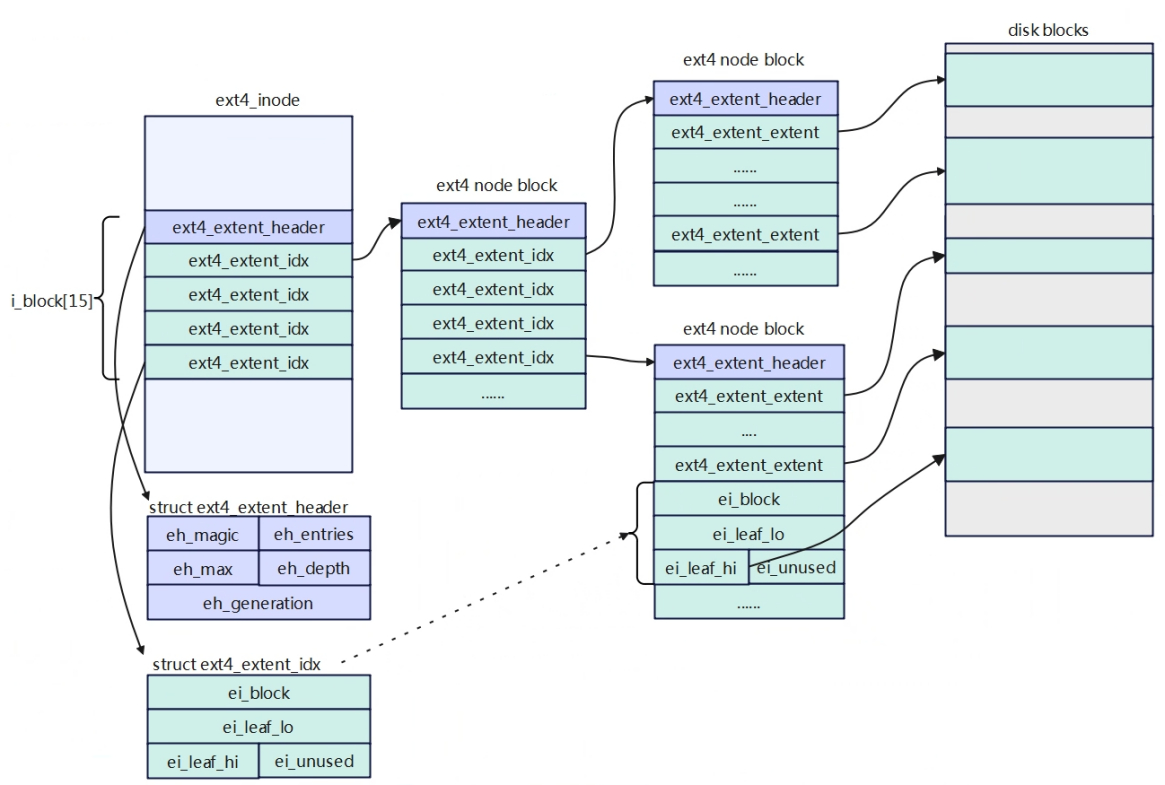 disk blocks
ext4 node block
ext4_extent_header
ext4_extent_extent
......
......
ext4_extent_extent
......
ext4_inode
ext4_extent_header
ext4_extent_idx
ext4_extent_idx
ext4_extent_idx
ext4_extent_idx
i_block[15]
ext4 node block
ext4_extent_header
ext4_extent_idx
ext4_extent_idx
ext4_extent_idx
ext4_extent_idx
......
ext4 node block
ext4_extent_header
ext4_extent_extent
....
ext4_extent_extent
ei_block
ei_leaf_lo
ei_leaf_hi ei_unused
......
struct ext4_extent_header
eh_magic eh_entries
eh_max eh_depth
eh_generation
struct ext4_extent_idx
ei_block
ei_leaf_lo
ei_leaf_hi ei_unused